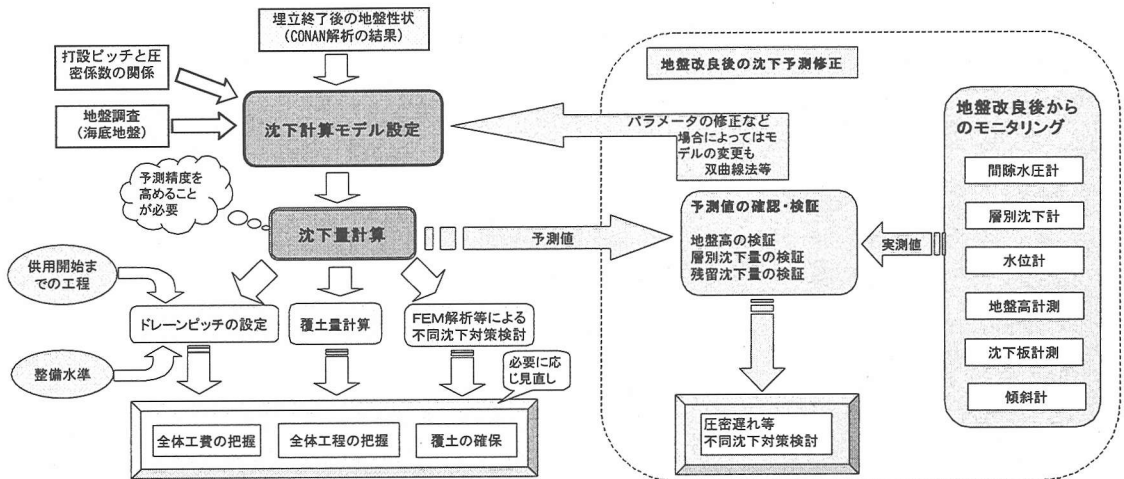 埋立終了後の地盤性状
（CONAN解析の結果）
打設ピッチと圧
密係数の関係
地盤調査
（海底地盤）
沈下計算モデル設定
予測精度を
高めること
が必要
沈下量計算
供用開始ま
での工程
整備水準
ドレーンピッチの設定
覆土量計算
FEM解析等による
不同沈下対策検討
必要に応
じ見直し
全体工費の把握
全体工程の把握
覆土の確保
地盤改良後の沈下予測修正
パラメータの修正など
場合によってはモ
デルの変更も
双曲線法等
予測値
予測値の確認・検証
地盤高の検証
層別沈下量の検証
残留沈下量の検証
実測値
圧密遅れ等
不同沈下対策検討
地盤改良後から
のモニタリング
間隙水圧計
層別沈下計
水位計
地盤高計測
沈下板計測
傾斜計